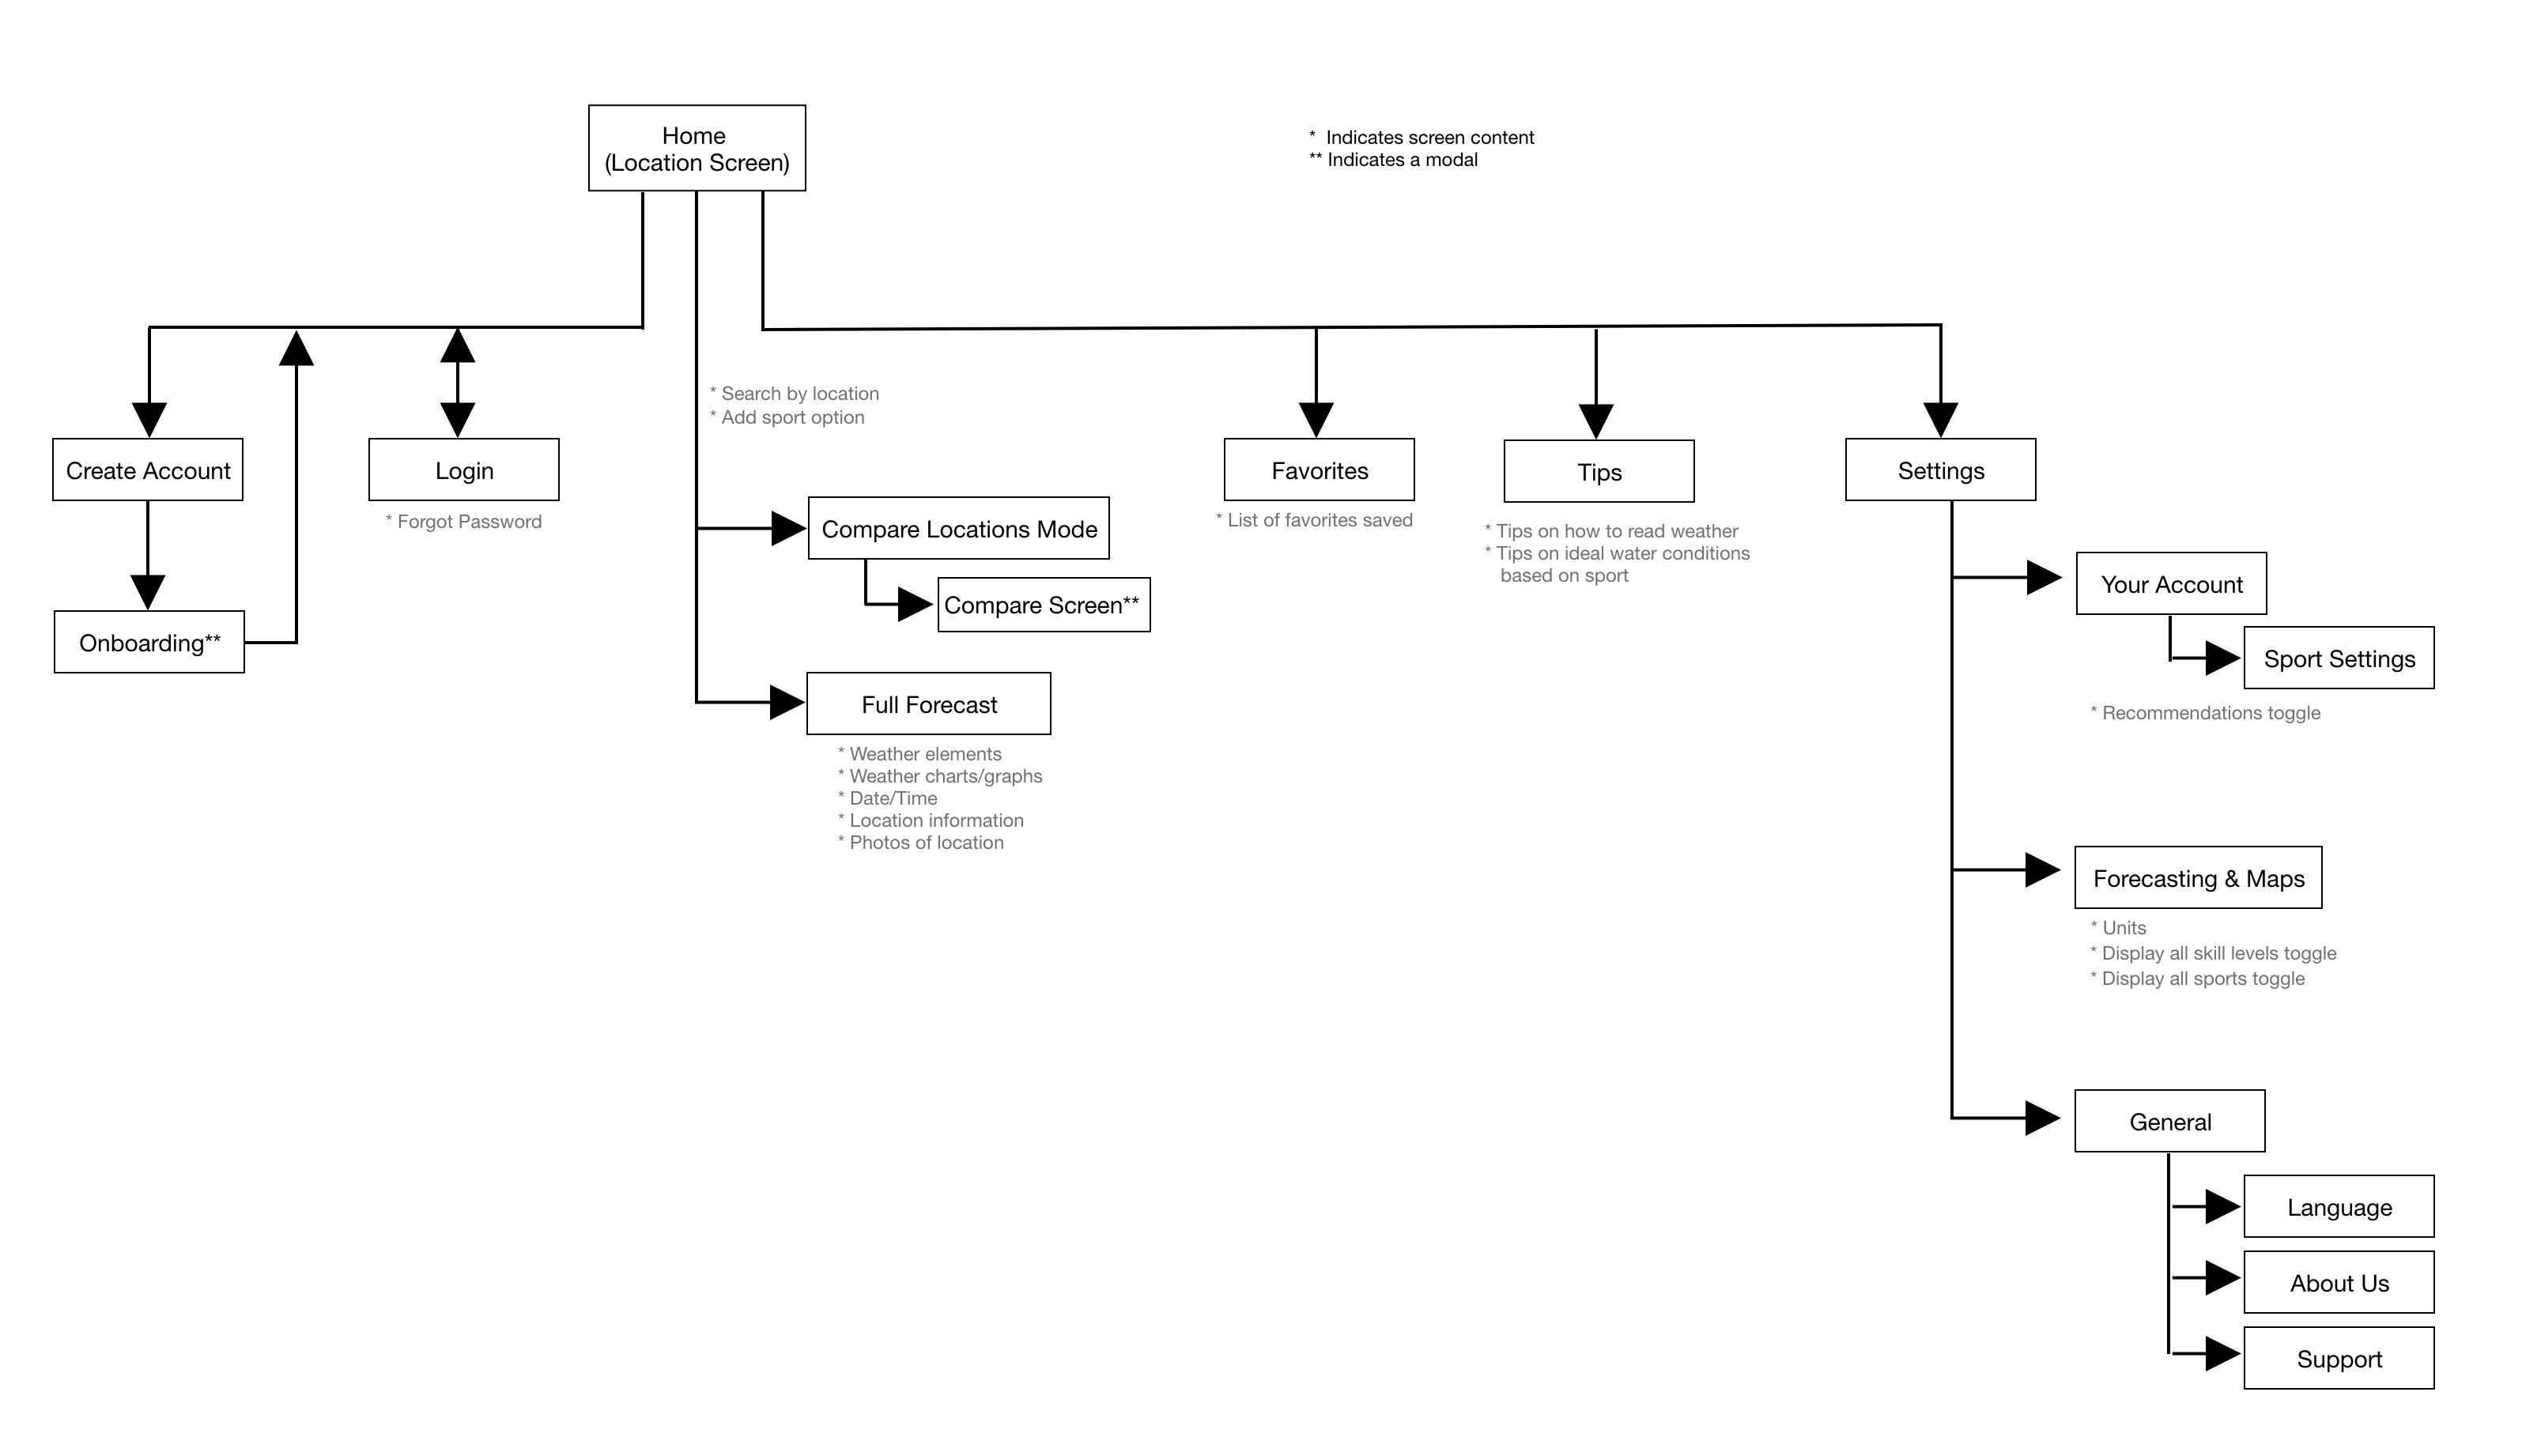 Home
(Location Screen)
*  Indicates screen content
** Indicates a modal
Create Account
Onboarding**
Login
* Forgot Password
* Search by location
* Add sport option
Compare Locations Mode
Compare Screen**
Full Forecast
* Weather elements
* Weather charts/graphs
* Date/Time
* Location information
* Photos of location
Favorites
* List of favorites saved
Tips
* Tips on how to read weather
* Tips on ideal water conditions
based on sport
Settings
Your Account
Sport Settings
* Recommendations toggle
Forecasting & Maps
* Units
* Display all skill levels toggle
* Display all sports toggle
General
Language
About Us
Support